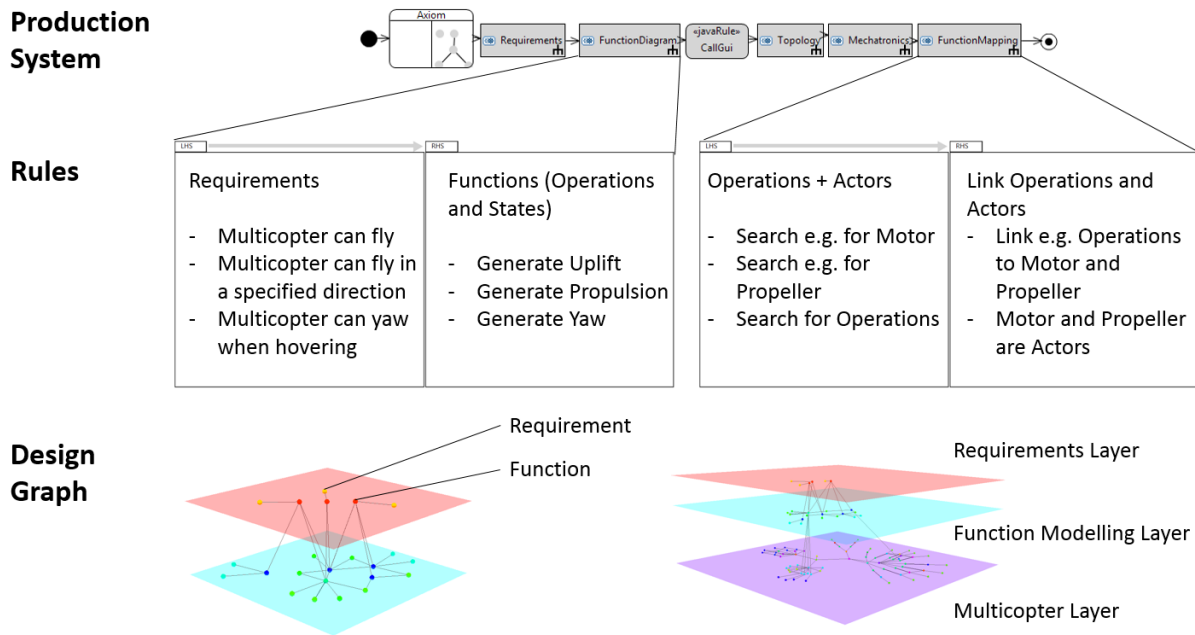 Production
System
Axiom
Requirements
FunctionDiagram
«javaRule»
CallGui
Topology
Mechatronics
FunctionMapping
Rules
LHS
RHS
Requirements
- Multicopter can fly
- Multicopter can fly in
a specified direction
- Multicopter can yaw
when hovering
Functions (Operations
and States)
- Generate Uplift
- Generate Propulsion
- Generate Yaw
LHS
RHS
Operations + Actors
- Search e.g. for Motor
- Search e.g. for
Propeller
- Search for Operations
Link Operations and
Actors
- Link e.g. Operations
to Motor and
Propeller
- Motor and Propeller
are Actors
Design
Graph
Requirement
Function
Requirements Layer
Function Modelling Layer
Multicopter Layer